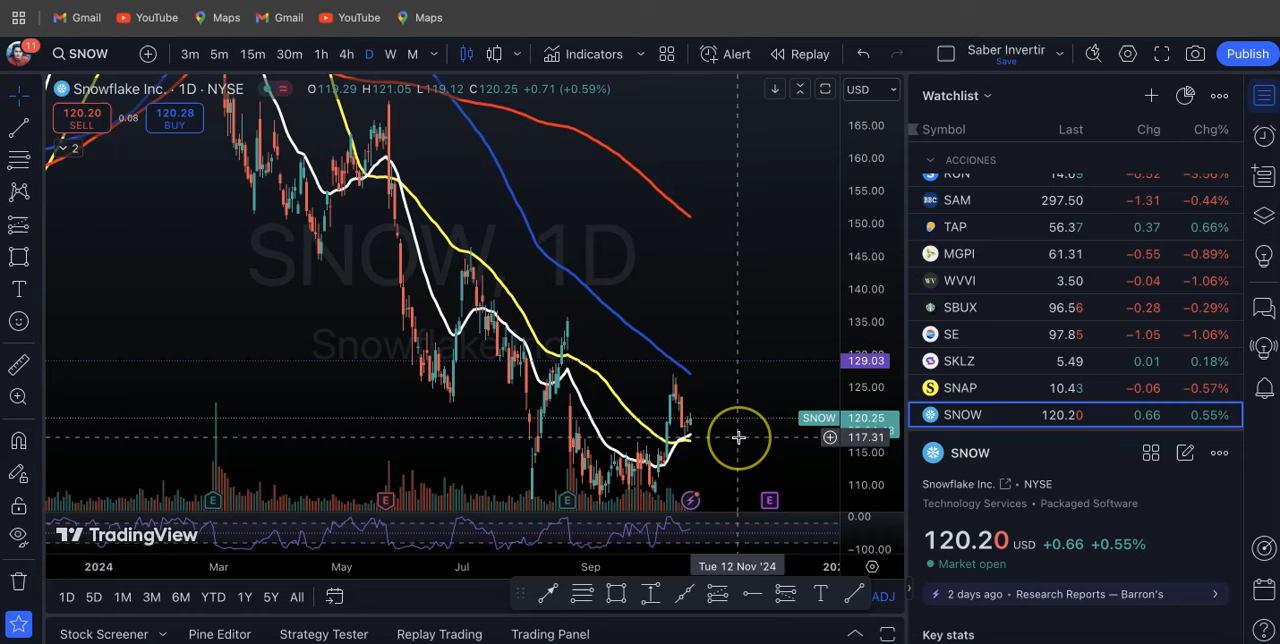 Gmail YouTube Maps Gmail YouTube Maps
11 SNOW 3m 5m 15m 30m 1h 4h D W M Indicators Alert Replay Saber Invertir Save Publish
Snowflake Inc. · 1D · NYSE O119.29 H121.05 L119.12 C120.25 +0.71 (+0.59%) USD
120.20 SELL 0.08 120.28 BUY
2
SNOW, 1D
Snowflake Inc.
165.00
160.00
155.00
150.00
145.00
140.00
135.00
129.03
125.00
SNOW 120.25
117.31
115.00
110.00
E E E E
0.00
−100.00
TradingView
2024 Mar May Jul Sep Tue 12 Nov '24
1D 5D 1M 3M 6M YTD 1Y 5Y All ADJ
Stock Screener Pine Editor Strategy Tester Replay Trading Trading Panel
Watchlist
Symbol Last Chg Chg%
ACCIONES
RUN 14.09 −0.52 −3.56%
SAM 297.50 −1.31 −0.44%
TAP 56.37 0.37 0.66%
MGPI 61.31 −0.55 −0.89%
WVVI 3.50 −0.04 −1.06%
SBUX 96.56 −0.28 −0.29%
SE 97.85 −1.05 −1.06%
SKLZ 5.49 0.01 0.18%
SNAP 10.43 −0.06 −0.57%
SNOW 120.20 0.66 0.55%
SNOW
Snowflake Inc. • NYSE
Technology Services • Packaged Software
120.20 USD +0.66 +0.55%
Market open
2 days ago • Research Reports — Barron's
Key stats